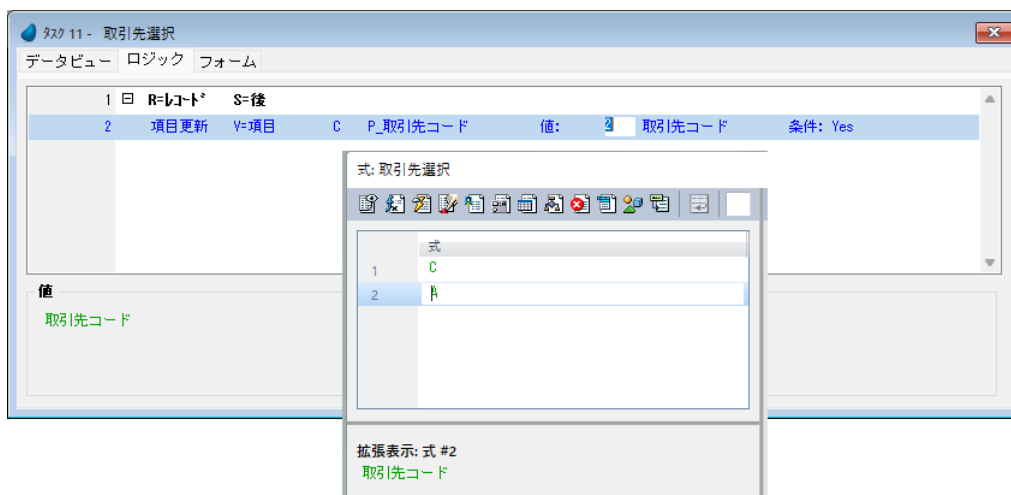 ﾀｽｸ 11 - 取引先選択
データビュー ロジック フォーム
1 R=ﾚｺｰﾄﾞ S=後
2 項目更新 V=項目 C P_取引先コード 値: 2 取引先コード 条件: Yes
値
取引先コード
式: 取引先選択
式
1 C
2 A
拡張表示: 式 #2
取引先コード